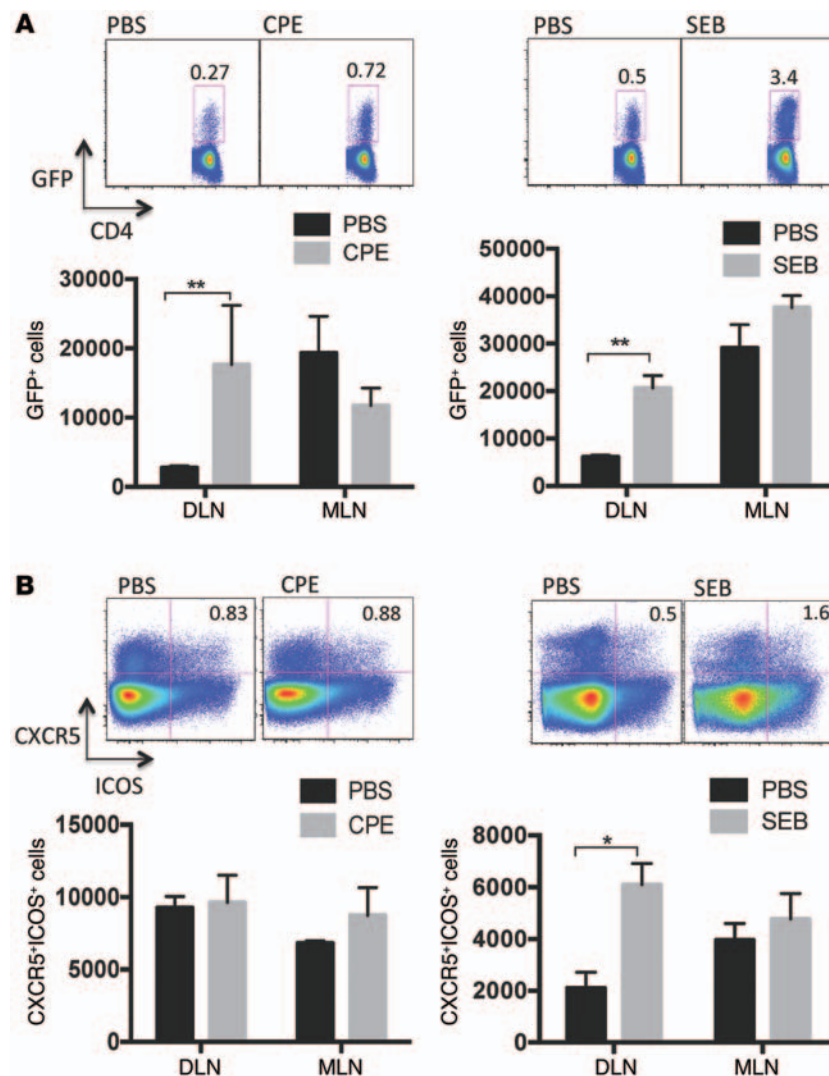 A
PBS CPE
0.27 0.72
GFP
CD4
PBS SEB
0.5 3.4
PBS
CPE
30000
20000
10000
0
GFP+ cells
**
DLN MLN
PBS
SEB
50000
40000
30000
20000
10000
0
GFP+ cells
**
DLN MLN
B
PBS CPE
0.83 0.88
CXCR5
ICOS
PBS SEB
0.5 1.6
PBS
CPE
15000
10000
5000
0
CXCR5+ICOS+ cells
DLN MLN
PBS
SEB
8000
6000
4000
2000
0
CXCR5+ICOS+ cells
*
DLN MLN